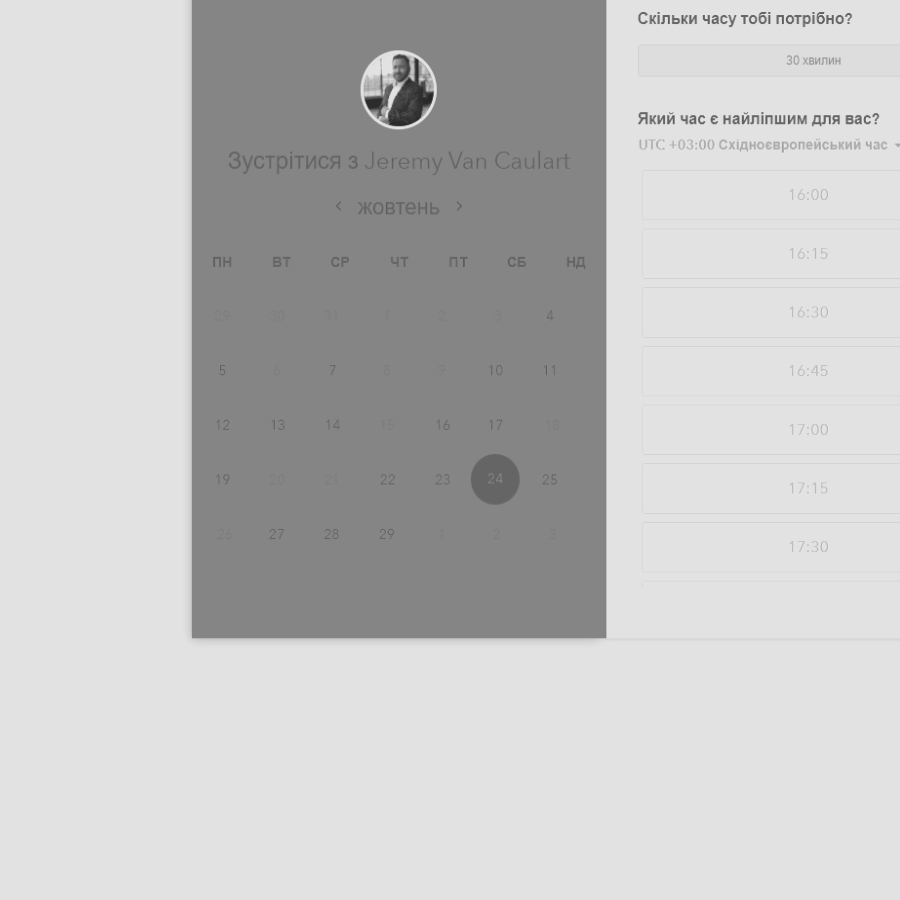 Зустрітися з Jeremy Van Caulart
жовтень
ПН ВТ СР ЧТ ПТ СБ НД
29 30 31 1 2 3 4
5 6 7 8 9 10 11
12 13 14 15 16 17 18
19 20 21 22 23 24 25
26 27 28 29 1 2 3
Скільки часу тобі потрібно?
30 хвилин
Який час є найліпшим для вас?
UTC +03:00 Східноєвропейський час
16:00
16:15
16:30
16:45
17:00
17:15
17:30